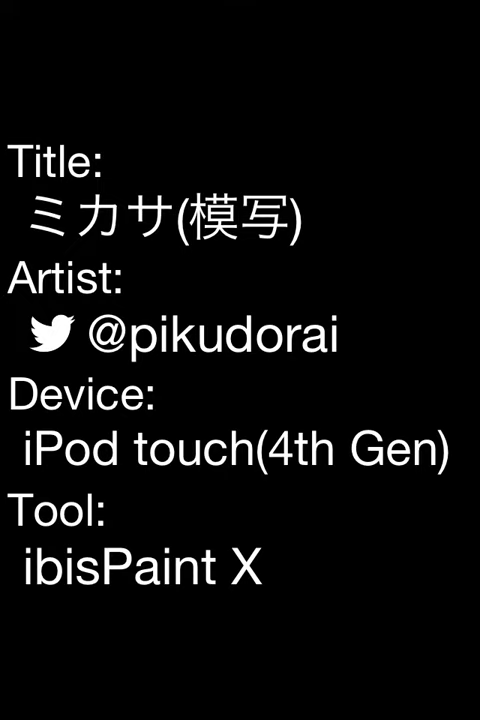 Title:
ミカサ(模写)
Artist:
@pikudorai
Device:
iPod touch(4th Gen)
Tool:
ibisPaint X